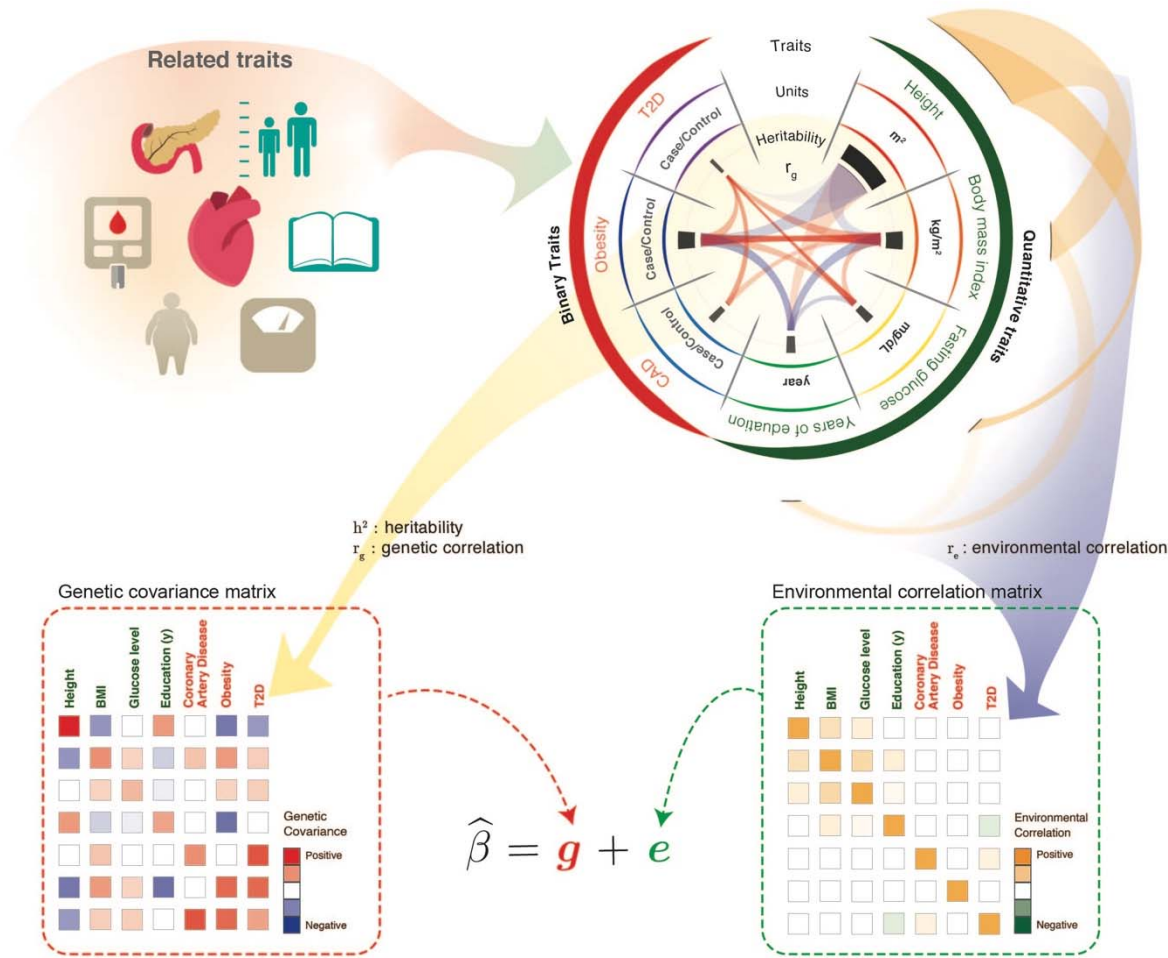 Related traits
Traits
Units
Heritability
r_g
T2D
Case/Control
Obesity
Case/Control
CAD
Case/Control
Binary Traits
Height
m²
Body mass index
kg/m²
Fasting glucose
mg/dL
Years of eduation
year
Quantitative traits
h² : heritability
r_g : genetic correlation
r_e : environmental correlation
Genetic covariance matrix
Height
BMI
Glucose level
Education (y)
Coronary
Artery Disease
Obesity
T2D
Genetic
Covariance
Positive
Negative
β̂ = g + e
Environmental correlation matrix
Height
BMI
Glucose level
Education (y)
Coronary
Artery Disease
Obesity
T2D
Environmental
Correlation
Positive
Negative